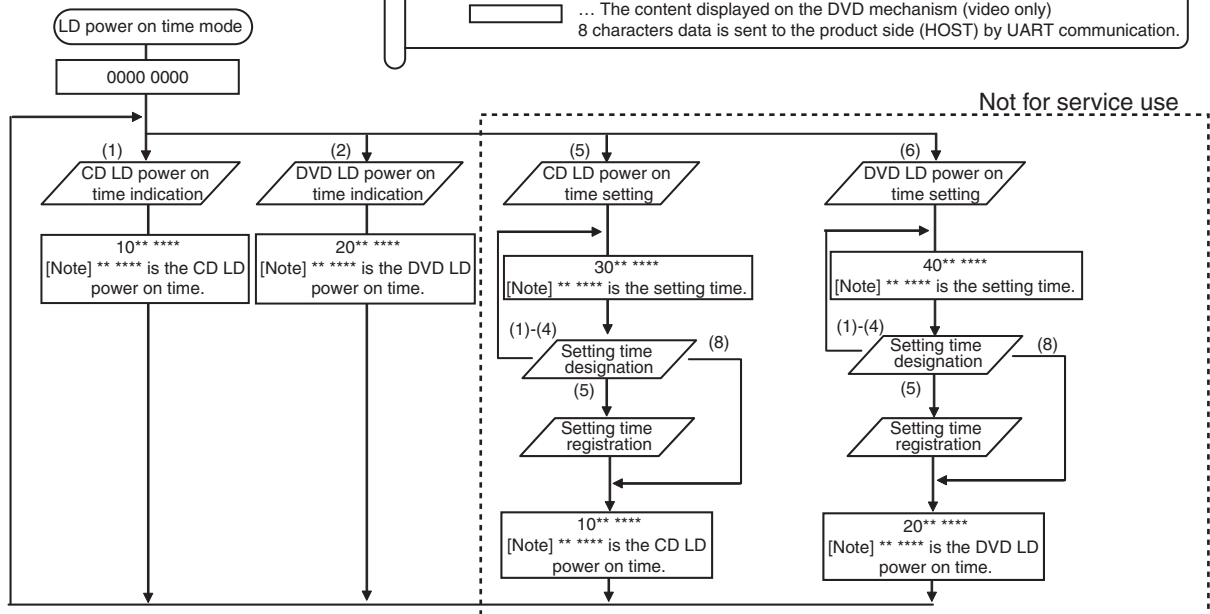 LD power on time mode
... The content displayed on the DVD mechanism (video only)
8 characters data is sent to the product side (HOST) by UART communication.
0000 0000
Not for service use
(1)
CD LD power on
time indication
(2)
DVD LD power on
time indication
(5)
CD LD power on
time setting
(6)
DVD LD power on
time setting
10** ****
[Note] ** **** is the CD LD
power on time.
20** ****
[Note] ** **** is the DVD LD
power on time.
30** ****
[Note] ** **** is the setting time.
40** ****
[Note] ** **** is the setting time.
(1)-(4)
Setting time
designation
(8)
(1)-(4)
Setting time
designation
(8)
(5)
Setting time
registration
(5)
Setting time
registration
10** ****
[Note] ** **** is the CD LD
power on time.
20** ****
[Note] ** **** is the DVD LD
power on time.